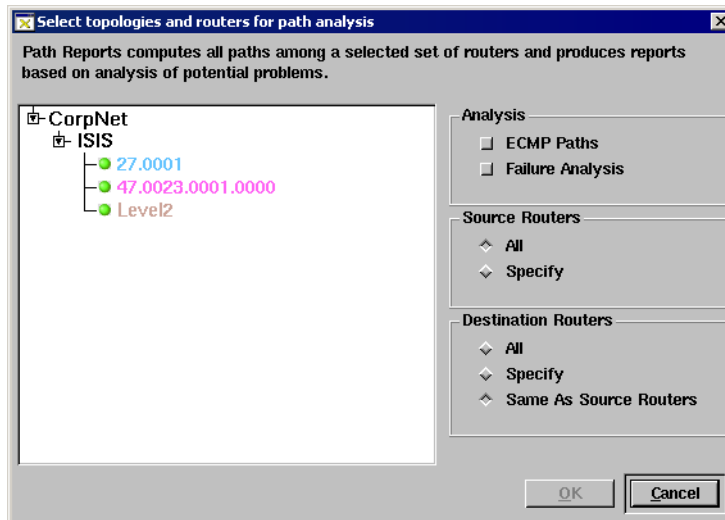 Select topologies and routers for path analysis
Path Reports computes all paths among a selected set of routers and produces reports
based on analysis of potential problems.
CorpNet
ISIS
27.0001
47.0023.0001.0000
Level2
Analysis
ECMP Paths
Failure Analysis
Source Routers
All
Specify
Destination Routers
All
Specify
Same As Source Routers
OK
Cancel